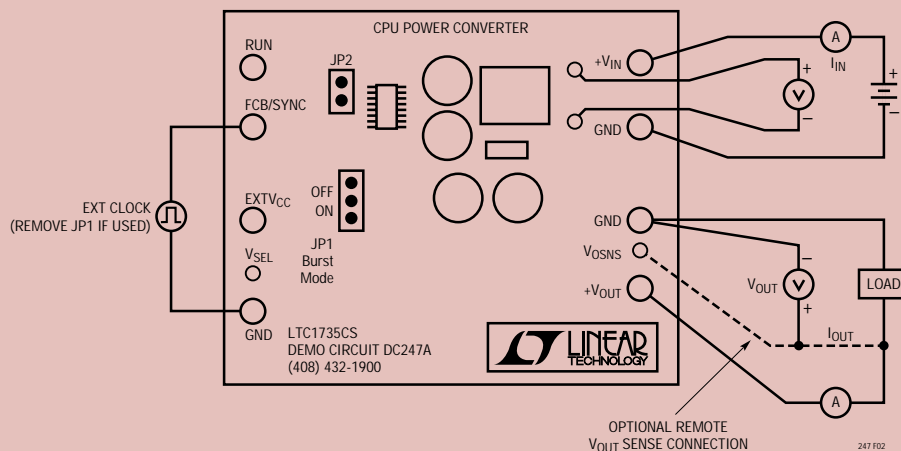 CPU POWER CONVERTER
RUN
JP2
+VIN
A
IIN
+
V
–
+
–
FCB/SYNC
GND
EXT CLOCK
(REMOVE JP1 IF USED)
EXTVCC
OFF
ON
JP1
Burst
Mode
VSEL
GND
GND
VOSNS
+VOUT
–
VOUT
V
+
LOAD
IOUT
A
LTC1735CS
DEMO CIRCUIT DC247A
(408) 432-1900
LINEAR
TECHNOLOGY
OPTIONAL REMOTE
VOUT SENSE CONNECTION
247 F02